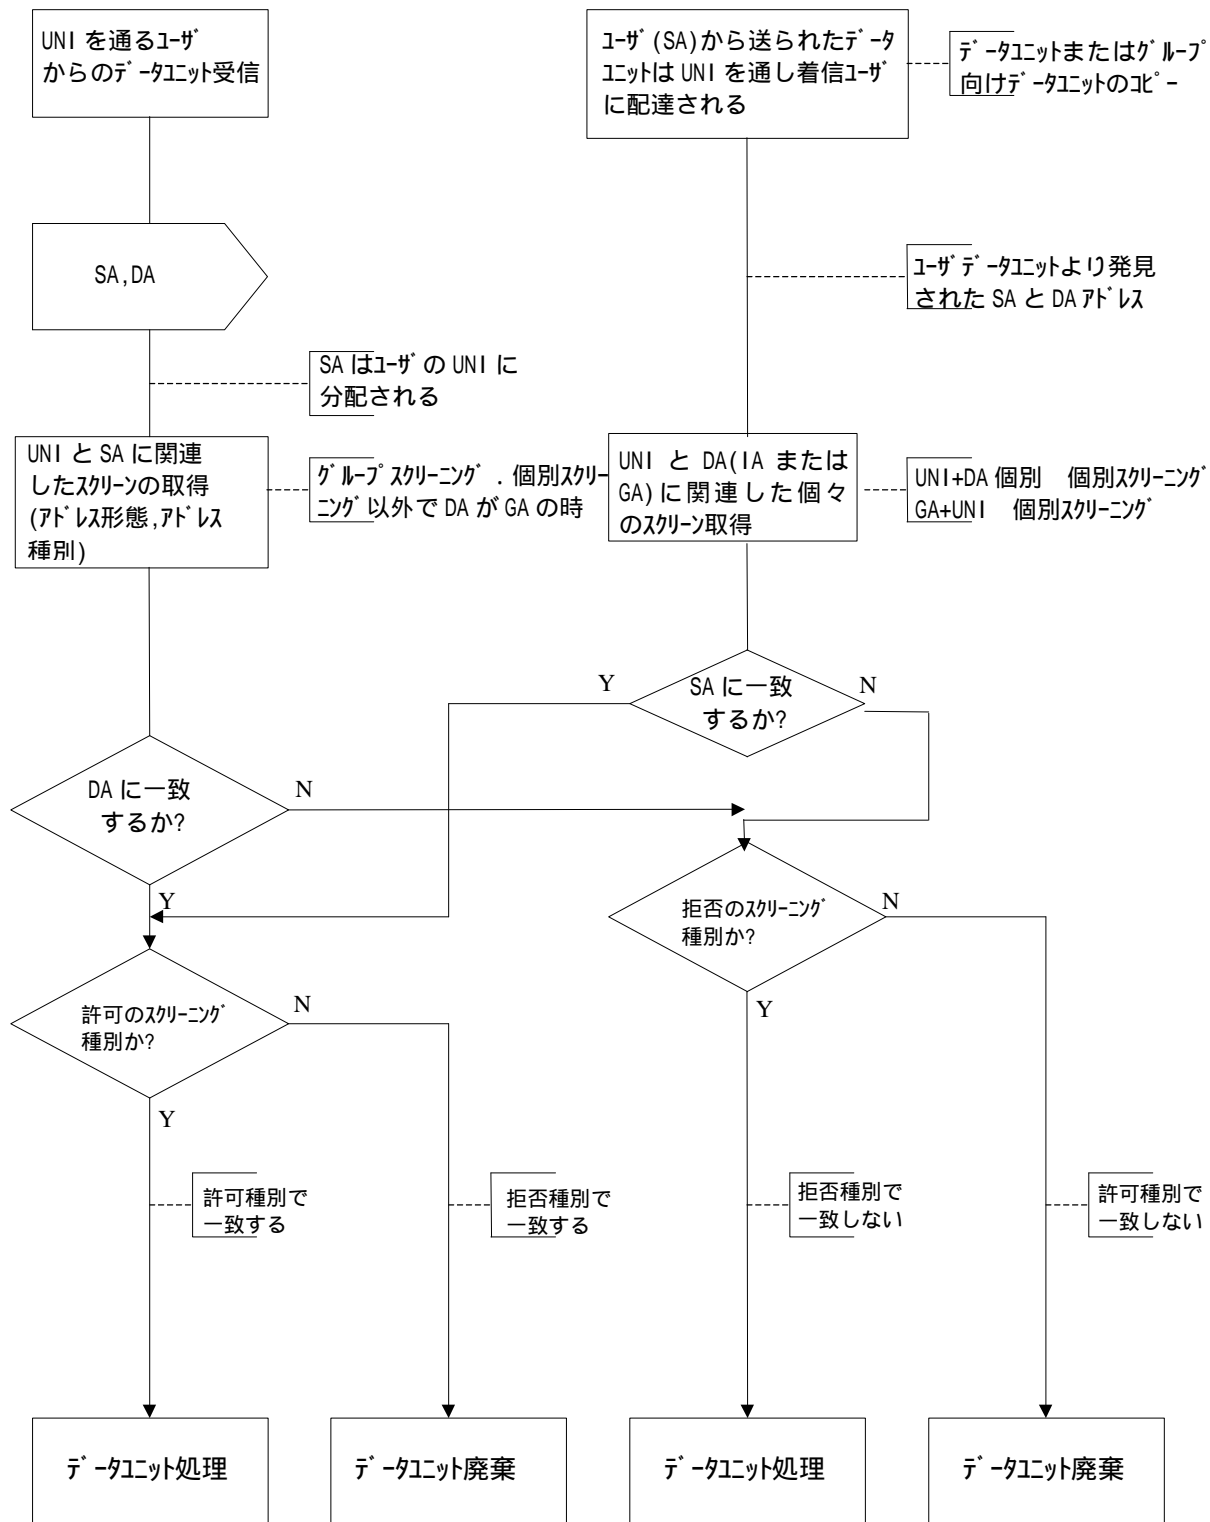 UNI を通るﾕｰｻﾞ
からのﾃﾞｰﾀﾕﾆｯﾄ受信
ﾕｰｻﾞ(SA)から送られたﾃﾞｰﾀ
ﾕﾆｯﾄは UNI を通し着信ﾕｰｻﾞ
に配達される
ﾃﾞｰﾀﾕﾆｯﾄまたはｸﾞﾙｰﾌﾟ
向けﾃﾞｰﾀﾕﾆｯﾄのｺﾋﾟｰ
SA,DA
ﾕｰｻﾞﾃﾞｰﾀﾕﾆｯﾄより発見
された SA と DA ｱﾄﾞﾚｽ
SA はﾕｰｻﾞの UNI に
分配される
UNI と SA に関連
したｽｸﾘｰﾝの取得
(ｱﾄﾞﾚｽ形態,ｱﾄﾞﾚｽ
種別)
ｸﾞﾙｰﾌﾟｽｸﾘｰﾆﾝｸﾞ.個別ｽｸﾘｰ
ﾆﾝｸﾞ以外で DA が GA の時
UNI と DA(IA または
GA)に関連した個々
のｽｸﾘｰﾝ取得
UNI+DA 個別　個別ｽｸﾘｰﾆﾝｸﾞ
GA+UNI　個別ｽｸﾘｰﾆﾝｸﾞ
Y
SA に一致
するか?
N
DA に一致
するか?
N
Y
拒否のｽｸﾘｰﾆﾝｸﾞ
種別か?
N
Y
許可のｽｸﾘｰﾆﾝｸﾞ
種別か?
N
Y
許可種別で
一致する
拒否種別で
一致する
拒否種別で
一致しない
許可種別で
一致しない
ﾃﾞｰﾀﾕﾆｯﾄ処理
ﾃﾞｰﾀﾕﾆｯﾄ廃棄
ﾃﾞｰﾀﾕﾆｯﾄ処理
ﾃﾞｰﾀﾕﾆｯﾄ廃棄